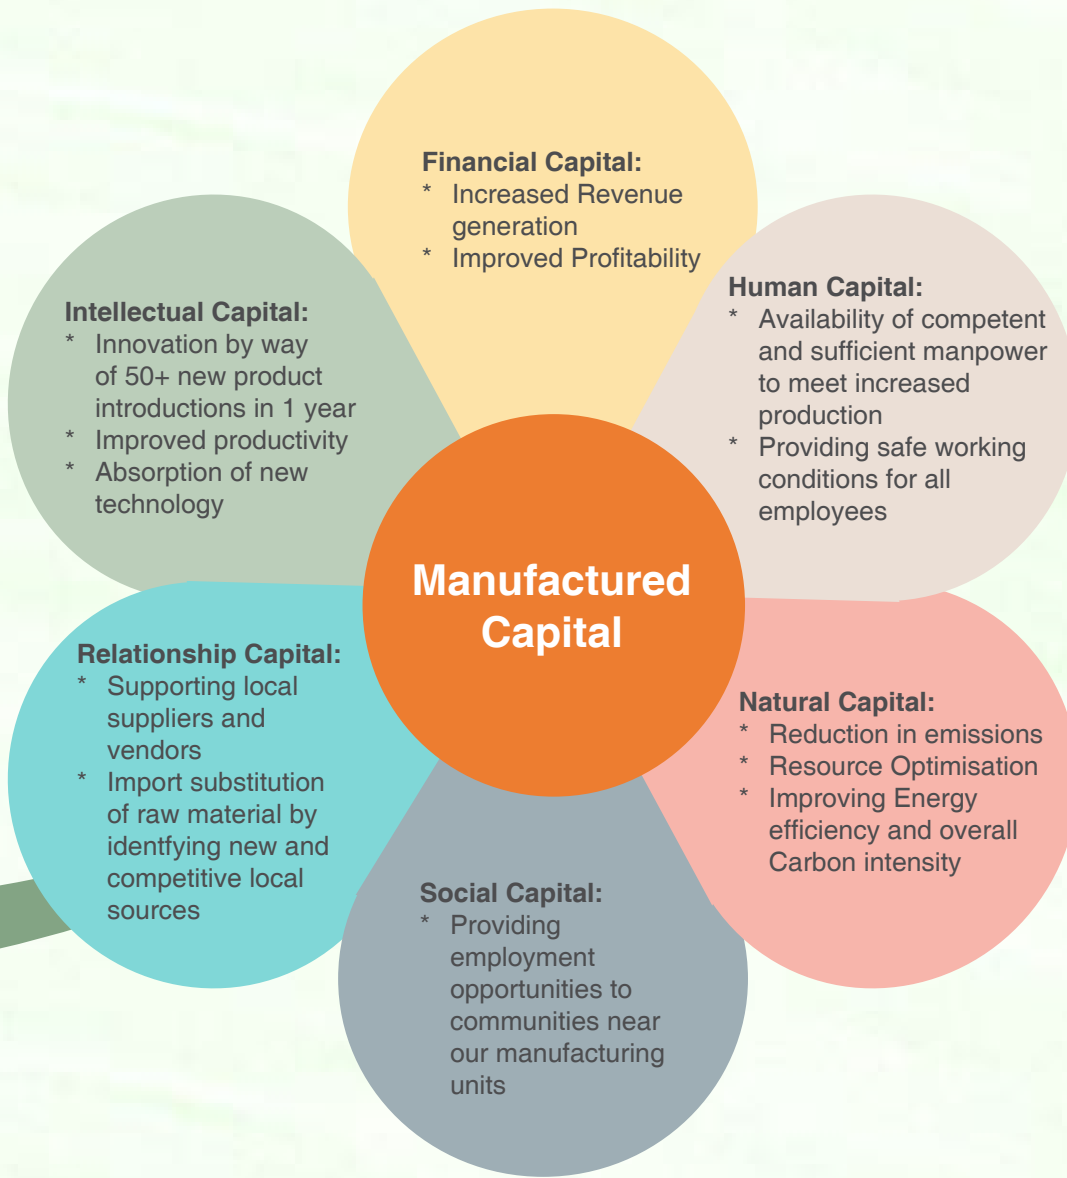 Financial Capital:
* Increased Revenue
generation
* Improved Profitability
Human Capital:
* Availability of competent
and sufficient manpower
to meet increased
production
* Providing safe working
conditions for all
employees
Intellectual Capital:
* Innovation by way
of 50+ new product
introductions in 1 year
* Improved productivity
* Absorption of new
technology
Manufactured
Capital
Relationship Capital:
* Supporting local
suppliers and
vendors
* Import substitution
of raw material by
identfying new and
competitive local
sources
Natural Capital:
* Reduction in emissions
* Resource Optimisation
* Improving Energy
efficiency and overall
Carbon intensity
Social Capital:
* Providing
employment
opportunities to
communities near
our manufacturing
units